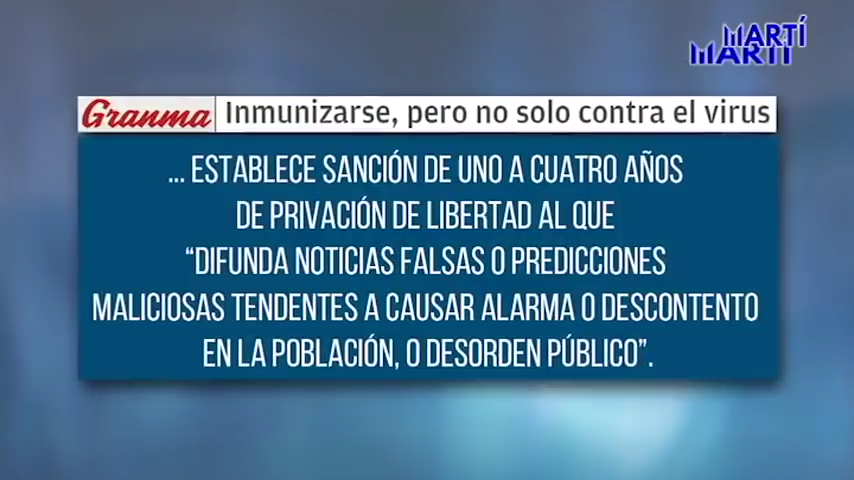 MARTÍ
MARTÍ
Granma Inmunizarse, pero no solo contra el virus
... ESTABLECE SANCIÓN DE UNO A CUATRO AÑOS
DE PRIVACIÓN DE LIBERTAD AL QUE
“DIFUNDA NOTICIAS FALSAS O PREDICCIONES
MALICIOSAS TENDENTES A CAUSAR ALARMA O DESCONTENTO
EN LA POBLACIÓN, O DESORDEN PÚBLICO”.